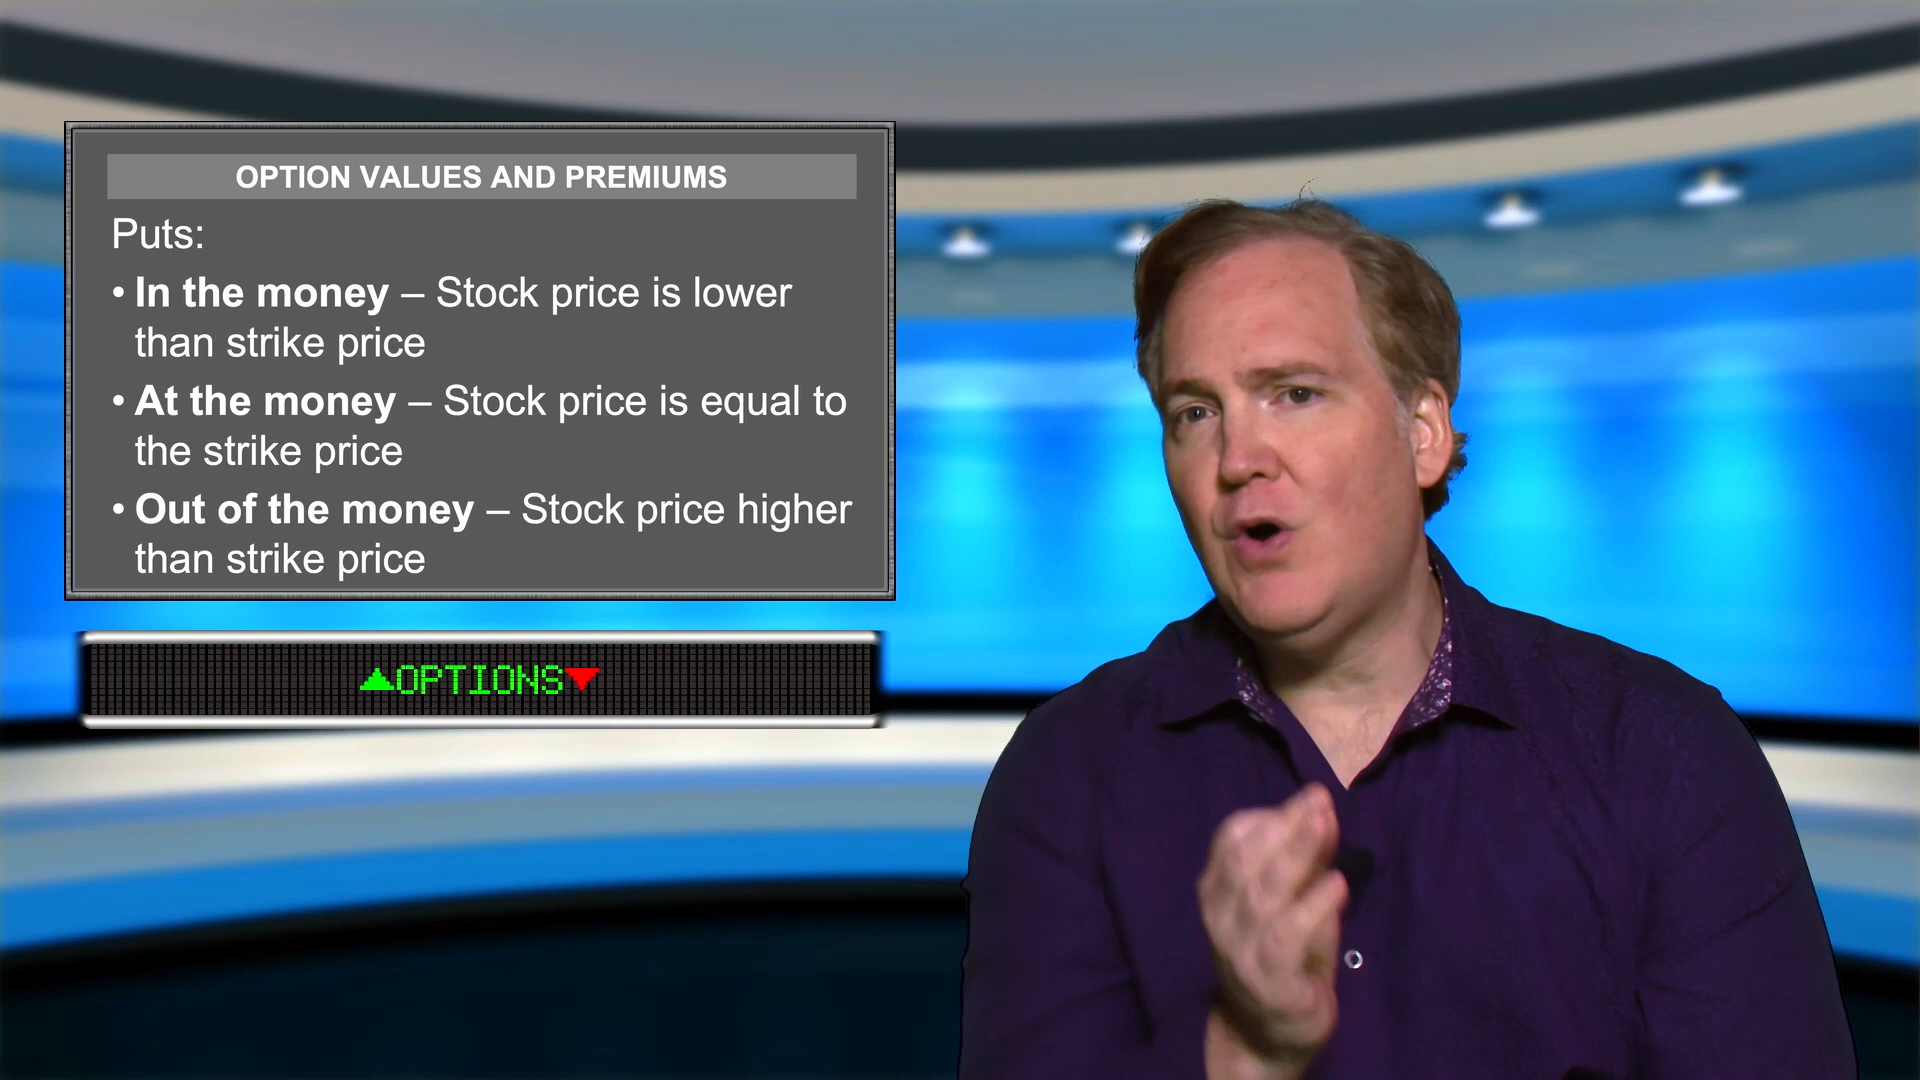 OPTION VALUES AND PREMIUMS
Puts:
• In the money – Stock price is lower
than strike price
• At the money – Stock price is equal to
the strike price
• Out of the money – Stock price higher
than strike price
▲OPTIONS▼